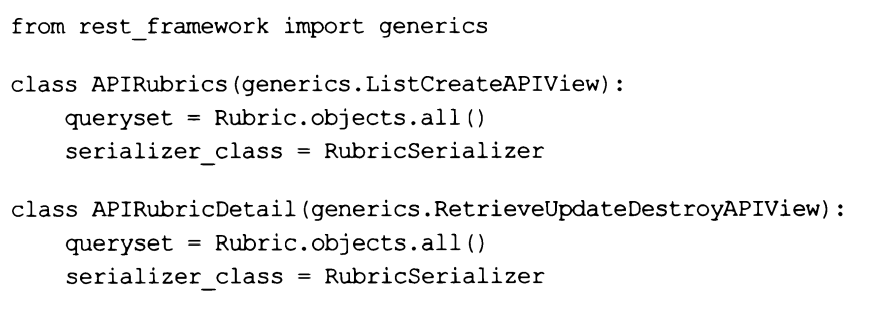 from rest_framework import generics
class APIRubrics(generics.ListCreateAPIView):
    queryset = Rubric.objects.all()
    serializer_class = RubricSerializer
class APIRubricDetail(generics.RetrieveUpdateDestroyAPIView):
    queryset = Rubric.objects.all()
    serializer_class = RubricSerializer